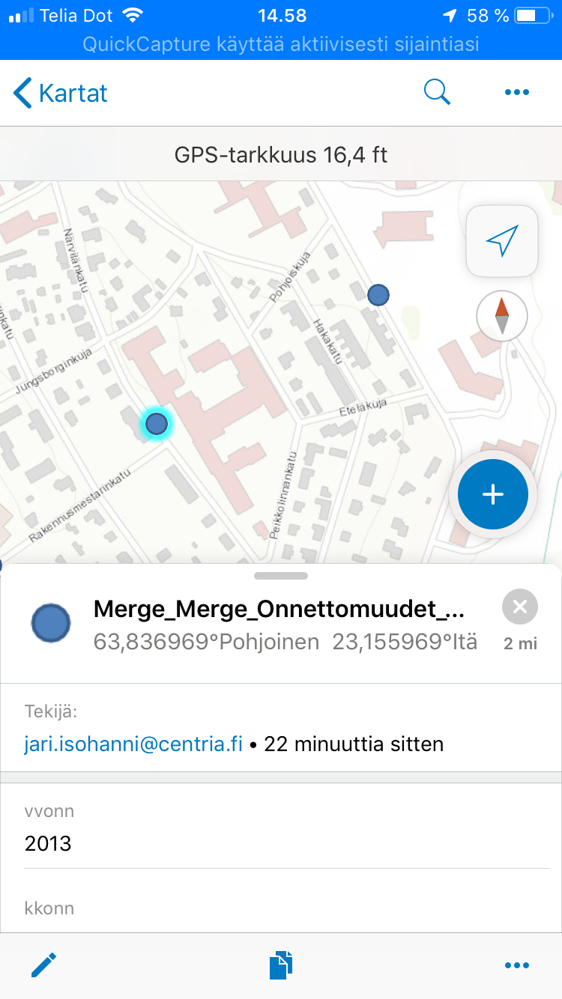 Telia Dot 14.58 58 %
QuickCapture käyttää aktiivisesti sijaintiasi
Kartat
GPS-tarkkuus 16,4 ft
Närvilänkatu
Pohjoiskuja
Hakakatu
Jungsborginkuja
Eteläkuja
Rakennusmestarinkatu
Peikkolinnankatu
Merge_Merge_Onnettomuudet_...
63,836969°Pohjoinen 23,155969°Itä 2 mi
Tekijä:
jari.isohanni@centria.fi • 22 minuuttia sitten
vvonn
2013
kkonn